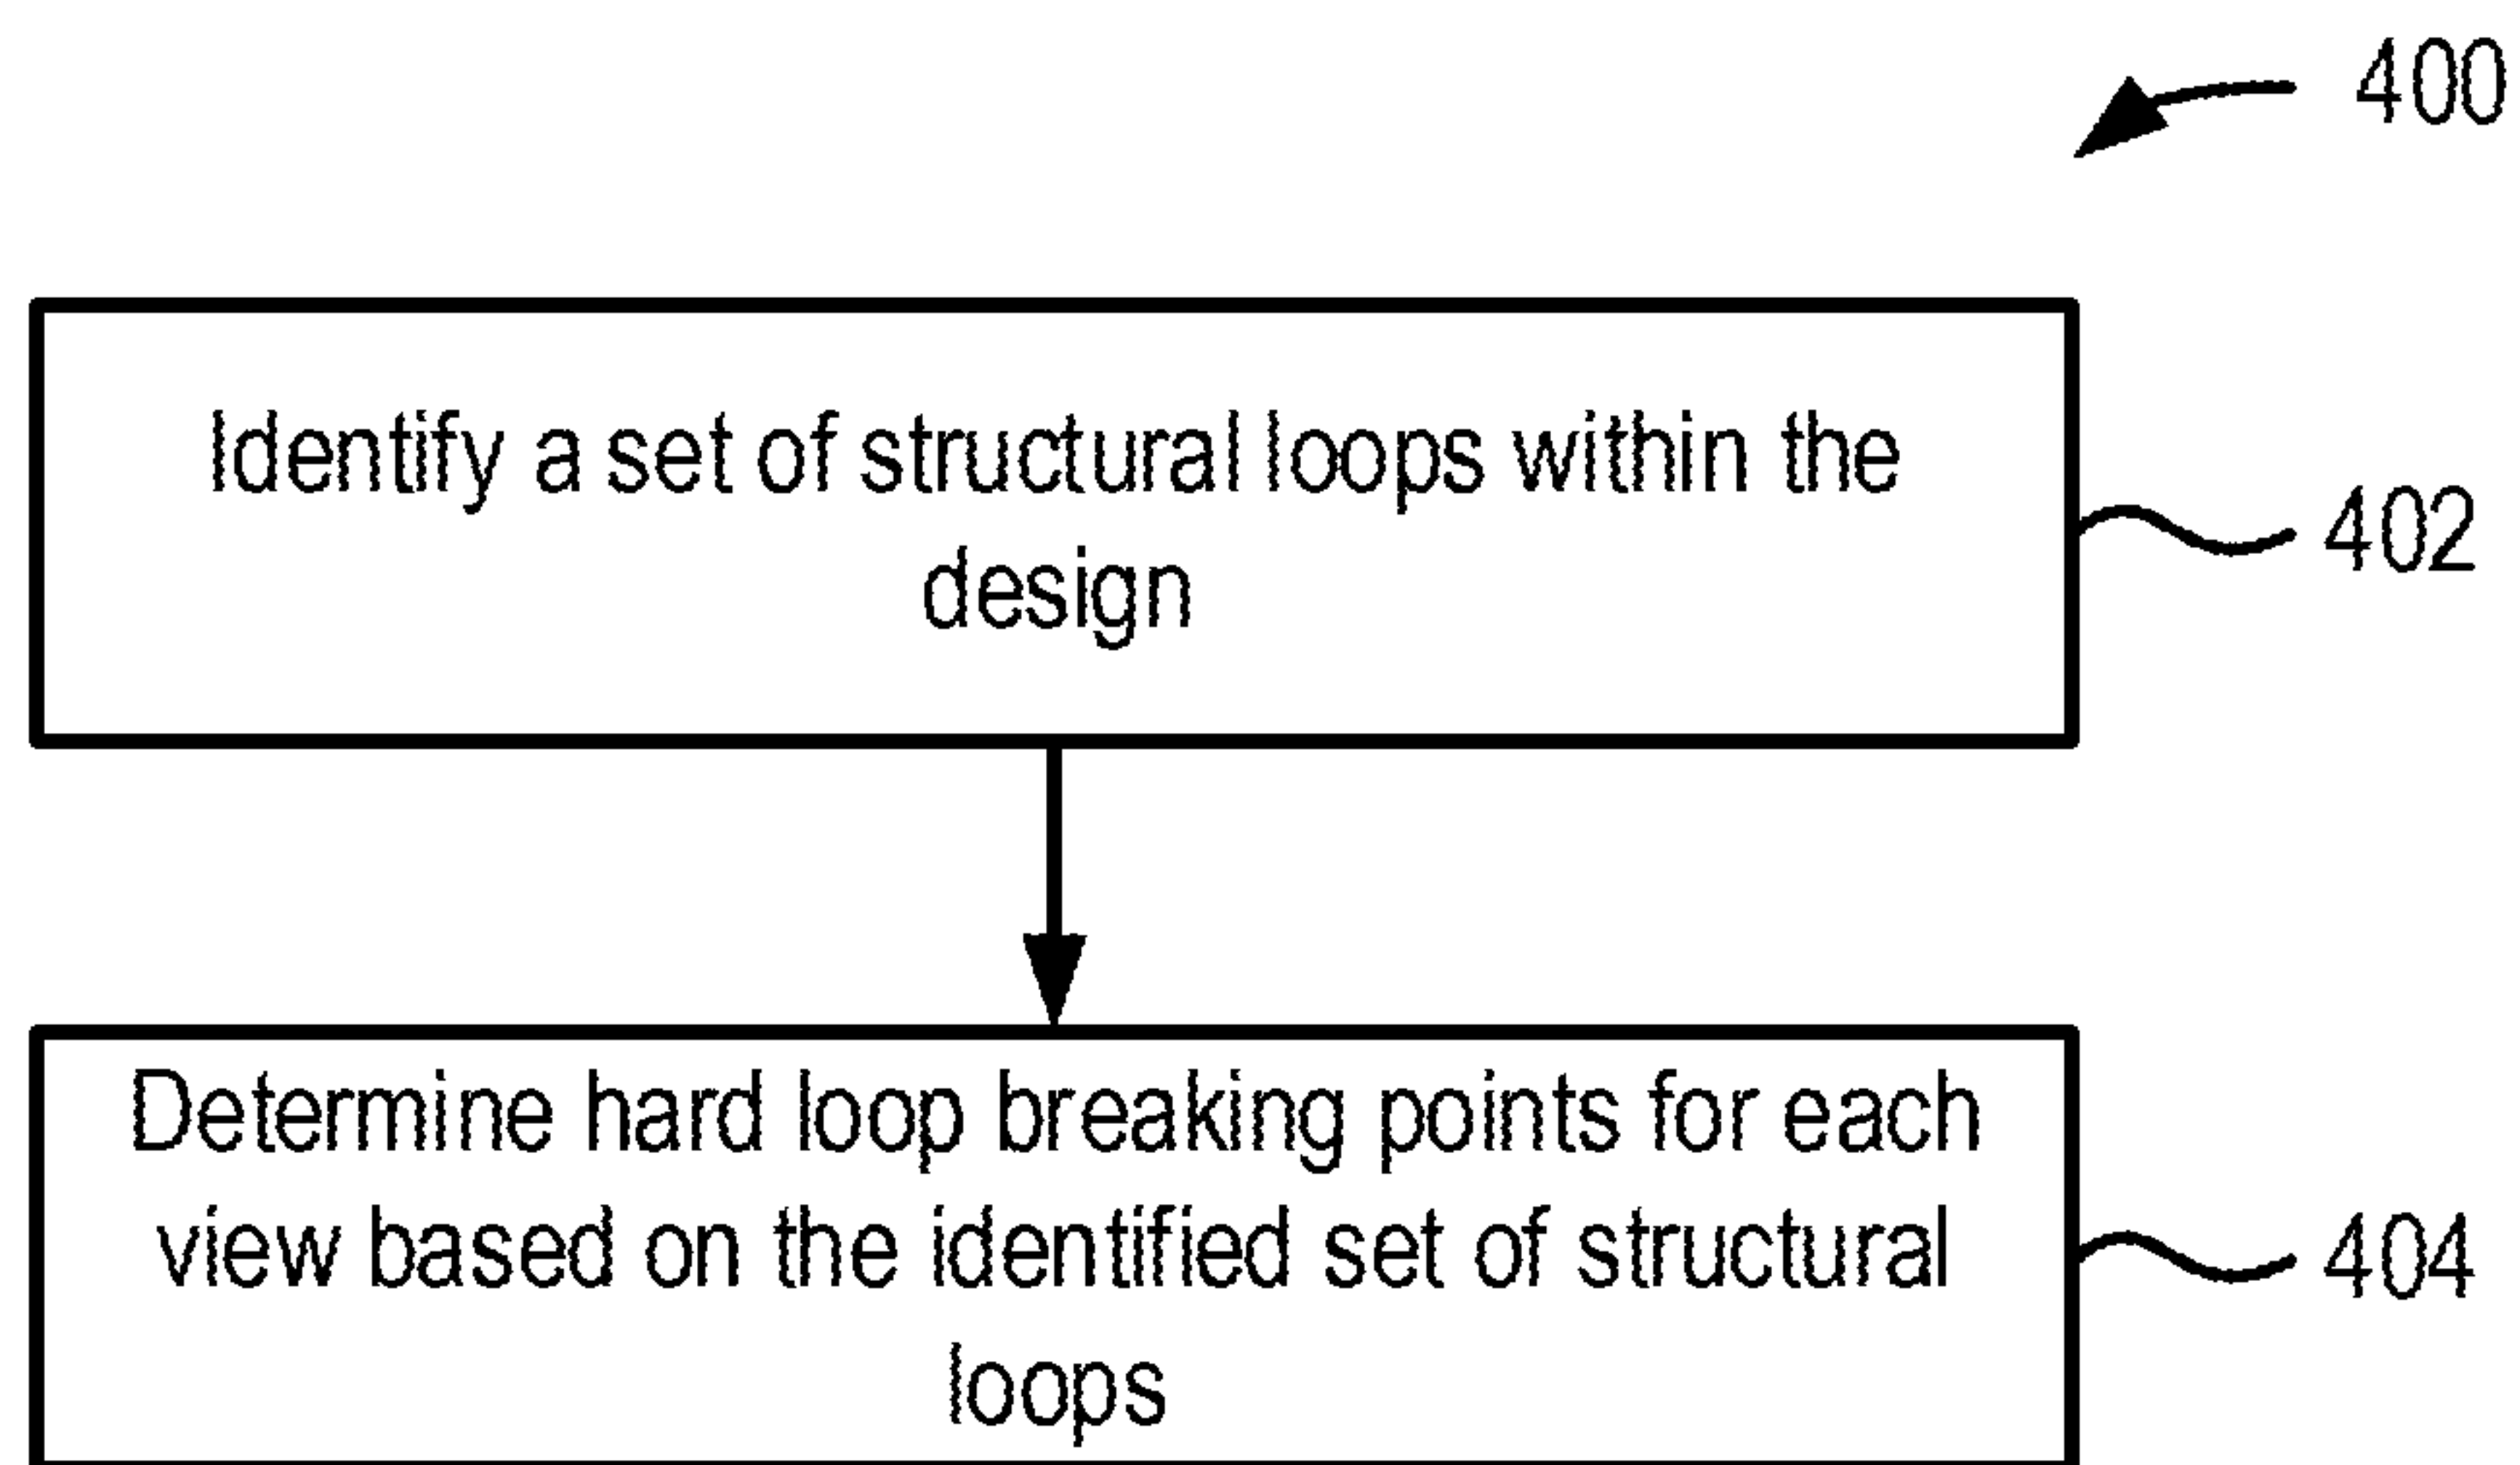 400
Identify a set of structural loops within the
design
402
Determine hard loop breaking points for each
view based on the identified set of structural
loops
404